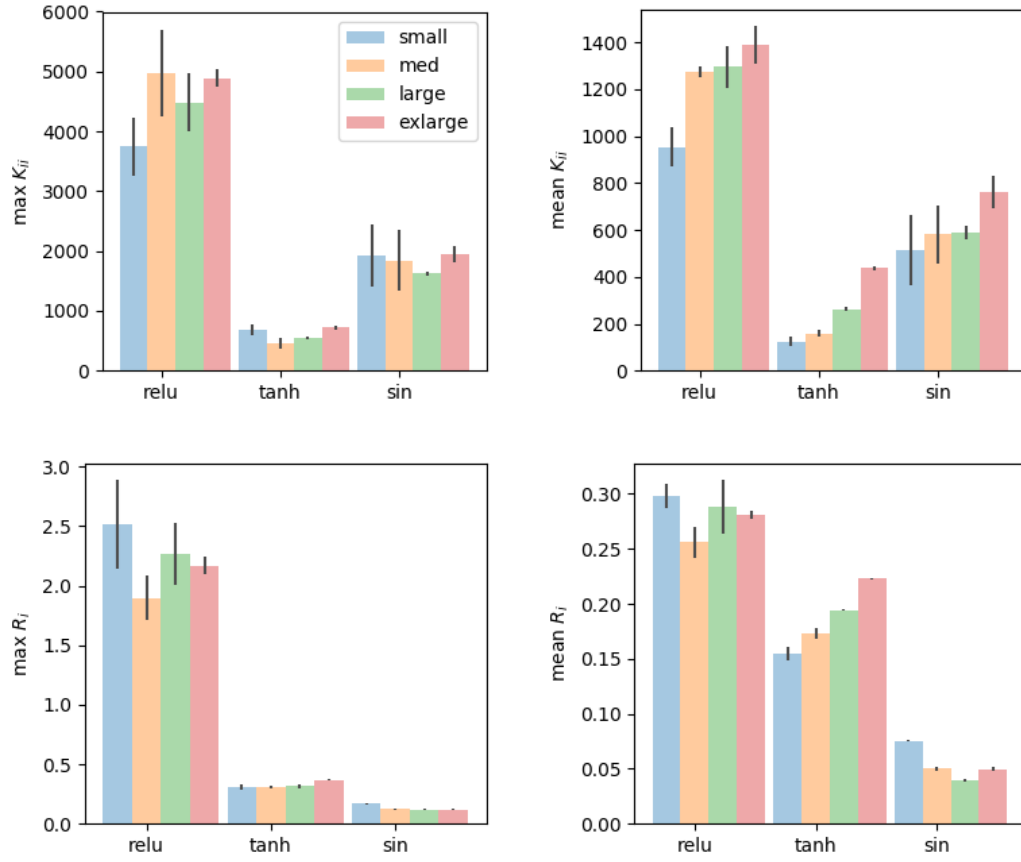 6000
5000
4000
3000
2000
1000
0
max K_{ii}
small
med
large
exlarge
relu
tanh
sin
1400
1200
1000
800
600
400
200
0
mean K_{ii}
relu
tanh
sin
3.0
2.5
2.0
1.5
1.0
0.5
0.0
max R_i
relu
tanh
sin
0.30
0.25
0.20
0.15
0.10
0.05
0.00
mean R_i
relu
tanh
sin